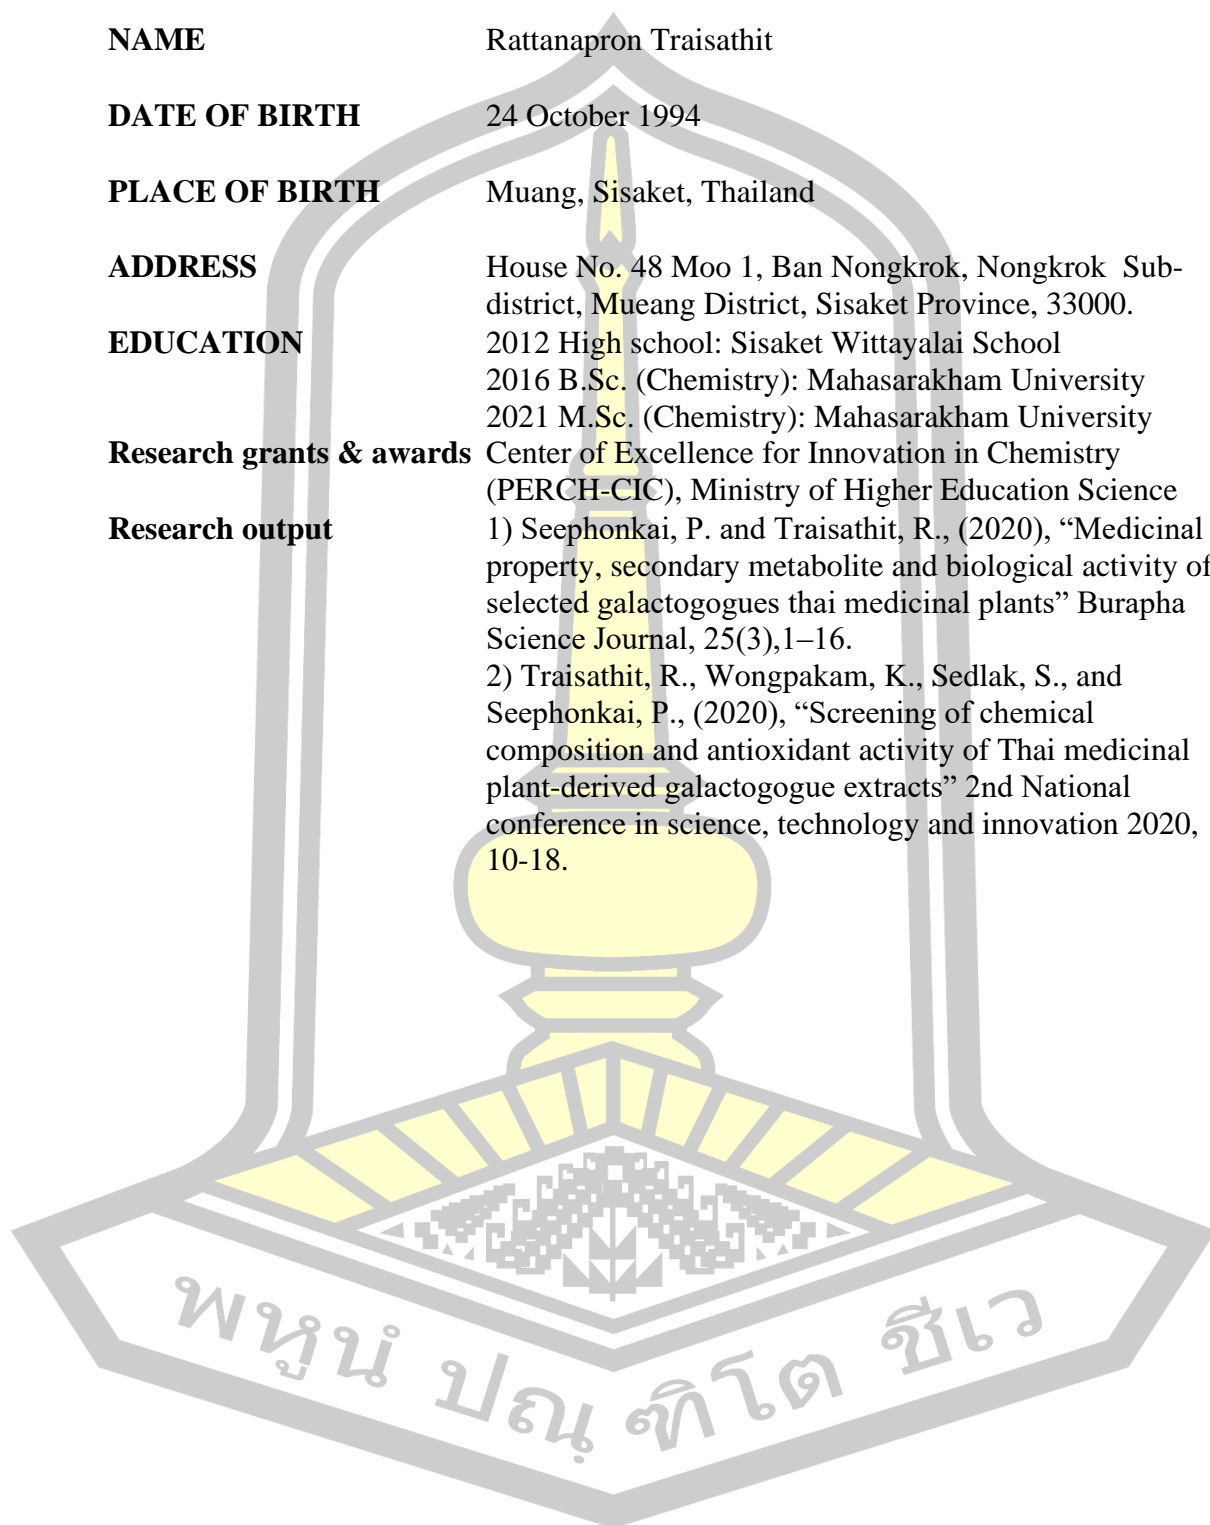 NAME Rattanapron Traisathit
DATE OF BIRTH 24 October 1994
PLACE OF BIRTH Muang, Sisaket, Thailand
ADDRESS House No. 48 Moo 1, Ban Nongkrok, Nongkrok Sub-
district, Mueang District, Sisaket Province, 33000.
EDUCATION 2012 High school: Sisaket Wittayalai School
2016 B.Sc. (Chemistry): Mahasarakham University
2021 M.Sc. (Chemistry): Mahasarakham University
Research grants & awards Center of Excellence for Innovation in Chemistry
(PERCH-CIC), Ministry of Higher Education Science
Research output 1) Seephonkai, P. and Traisathit, R., (2020), “Medicinal
property, secondary metabolite and biological activity of
selected galactogogues thai medicinal plants” Burapha
Science Journal, 25(3),1–16.
2) Traisathit, R., Wongpakam, K., Sedlak, S., and
Seephonkai, P., (2020), “Screening of chemical
composition and antioxidant activity of Thai medicinal
plant-derived galactogogue extracts” 2nd National
conference in science, technology and innovation 2020,
10-18.
พหูนํ ปณฺฑิโต ชีเว